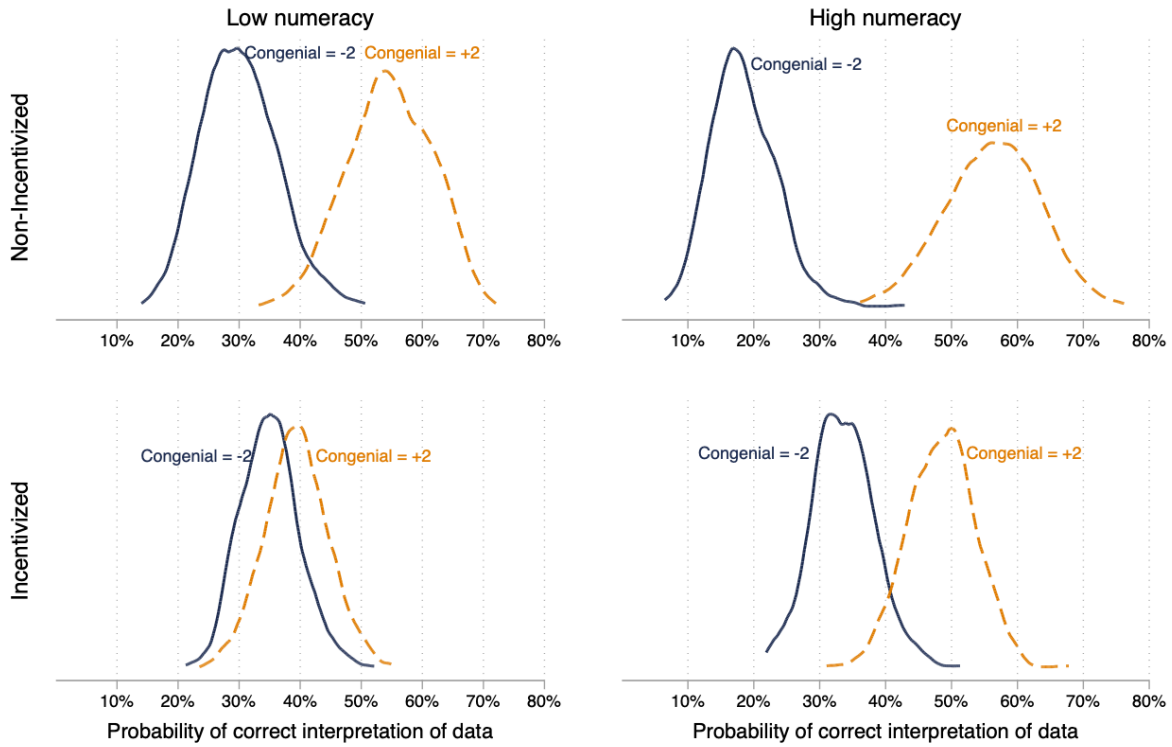 Low numeracy
High numeracy
Non-Incentivized
Congenial = -2
Congenial = +2
Congenial = -2
Congenial = +2
10% 20% 30% 40% 50% 60% 70% 80%
10% 20% 30% 40% 50% 60% 70% 80%
Incentivized
Congenial = -2
Congenial = +2
Congenial = -2
Congenial = +2
10% 20% 30% 40% 50% 60% 70% 80%
10% 20% 30% 40% 50% 60% 70% 80%
Probability of correct interpretation of data
Probability of correct interpretation of data